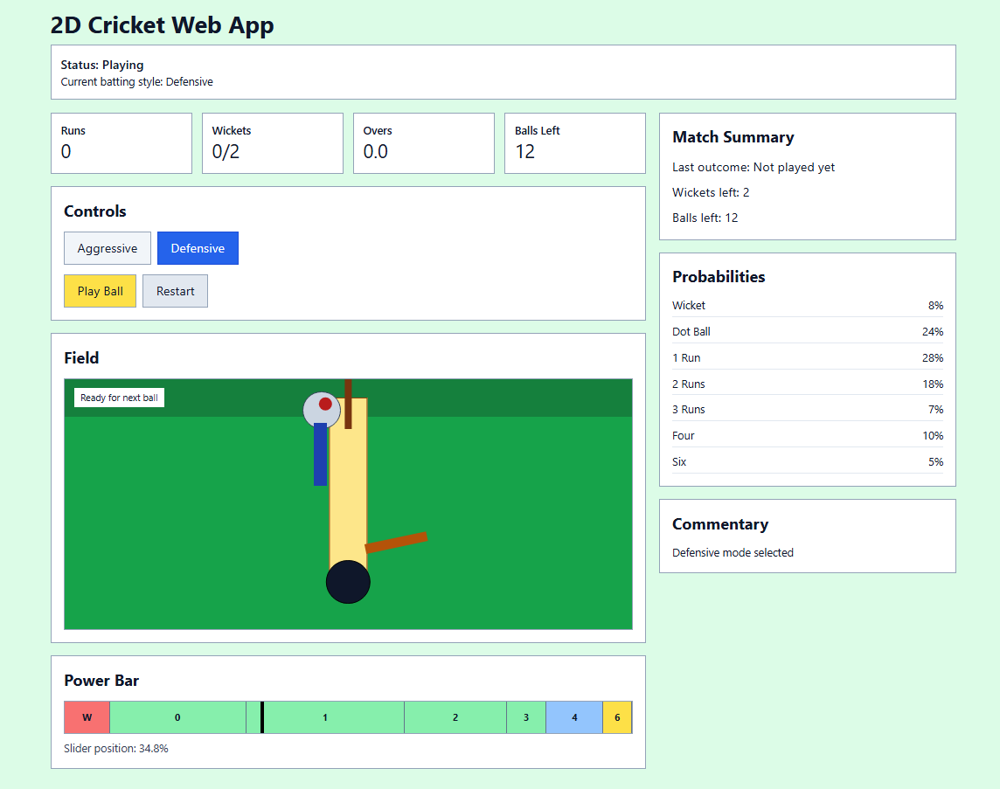 2D Cricket Web App
Status: Playing
Current batting style: Defensive
Runs
0
Wickets
0/2
Overs
0.0
Balls Left
12
Controls
Aggressive Defensive
Play Ball Restart
Field
Ready for next ball
Power Bar
W 0 1 2 3 4 6
Slider position: 34.8%
Match Summary
Last outcome: Not played yet
Wickets left: 2
Balls left: 12
Probabilities
Wicket 8%
Dot Ball 24%
1 Run 28%
2 Runs 18%
3 Runs 7%
Four 10%
Six 5%
Commentary
Defensive mode selected